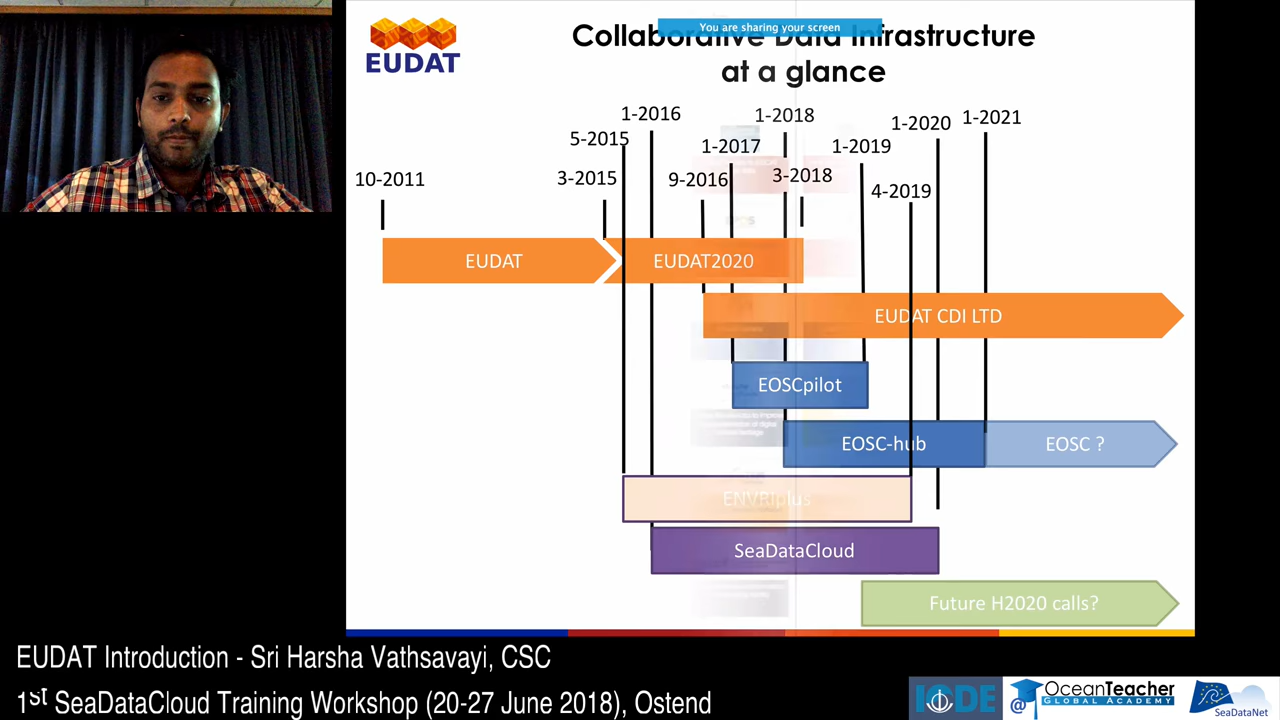 You are sharing your screen
EUDAT
Collaborative Data Infrastructure
at a glance
1-2016
1-2018
1-2021
1-2020
5-2015
1-2017
1-2019
10-2011
3-2015
9-2016
3-2018
4-2019
EUDAT
EUDAT2020
EUDAT CDI LTD
EOSCpilot
EOSC-hub
EOSC ?
ENVRIplus
SeaDataCloud
Future H2020 calls?
EUDAT Introduction - Sri Harsha Vathsavayi, CSC
1st SeaDataCloud Training Workshop (20-27 June 2018), Ostend
IODE
@
OceanTeacher
GLOBAL ACADEMY
SeaDataNet